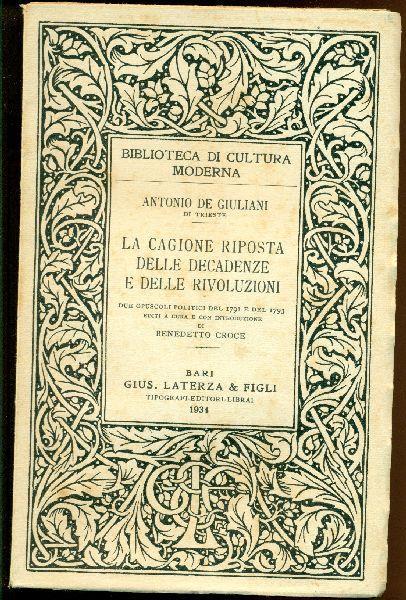 BIBLIOTECA DI CULTURA
MODERNA
ANTONIO DE GIULIANI
DI TRIESTE
LA CAGIONE RIPOSTA
DELLE DECADENZE
E DELLE RIVOLUZIONI
DUE OPUSCOLI POLITICI DEL 1791 E DEL 1793
EDITI A CURA E CON INTRODUZIONE
DI
BENEDETTO CROCE
BARI
GIUS. LATERZA & FIGLI
TIPOGRAFI-EDITORI-LIBRAI
1934